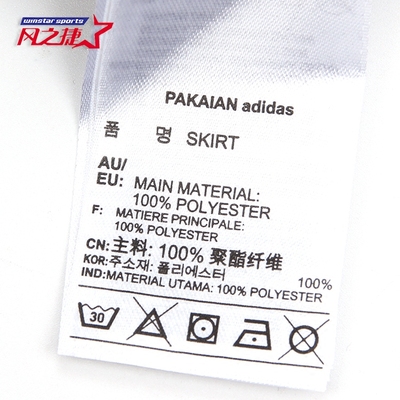 winstar sports
风之捷
PAKAIAN adidas
품 명 SKIRT
AU/
EU: MAIN MATERIAL:
100% POLYESTER
F: MATIERE PRINCIPALE:
100% POLYESTER
CN: 主料: 100% 聚酯纤维
KOR: 주소재: 폴리에스터 100%
IND: MATERIAL UTAMA: 100% POLYESTER
30